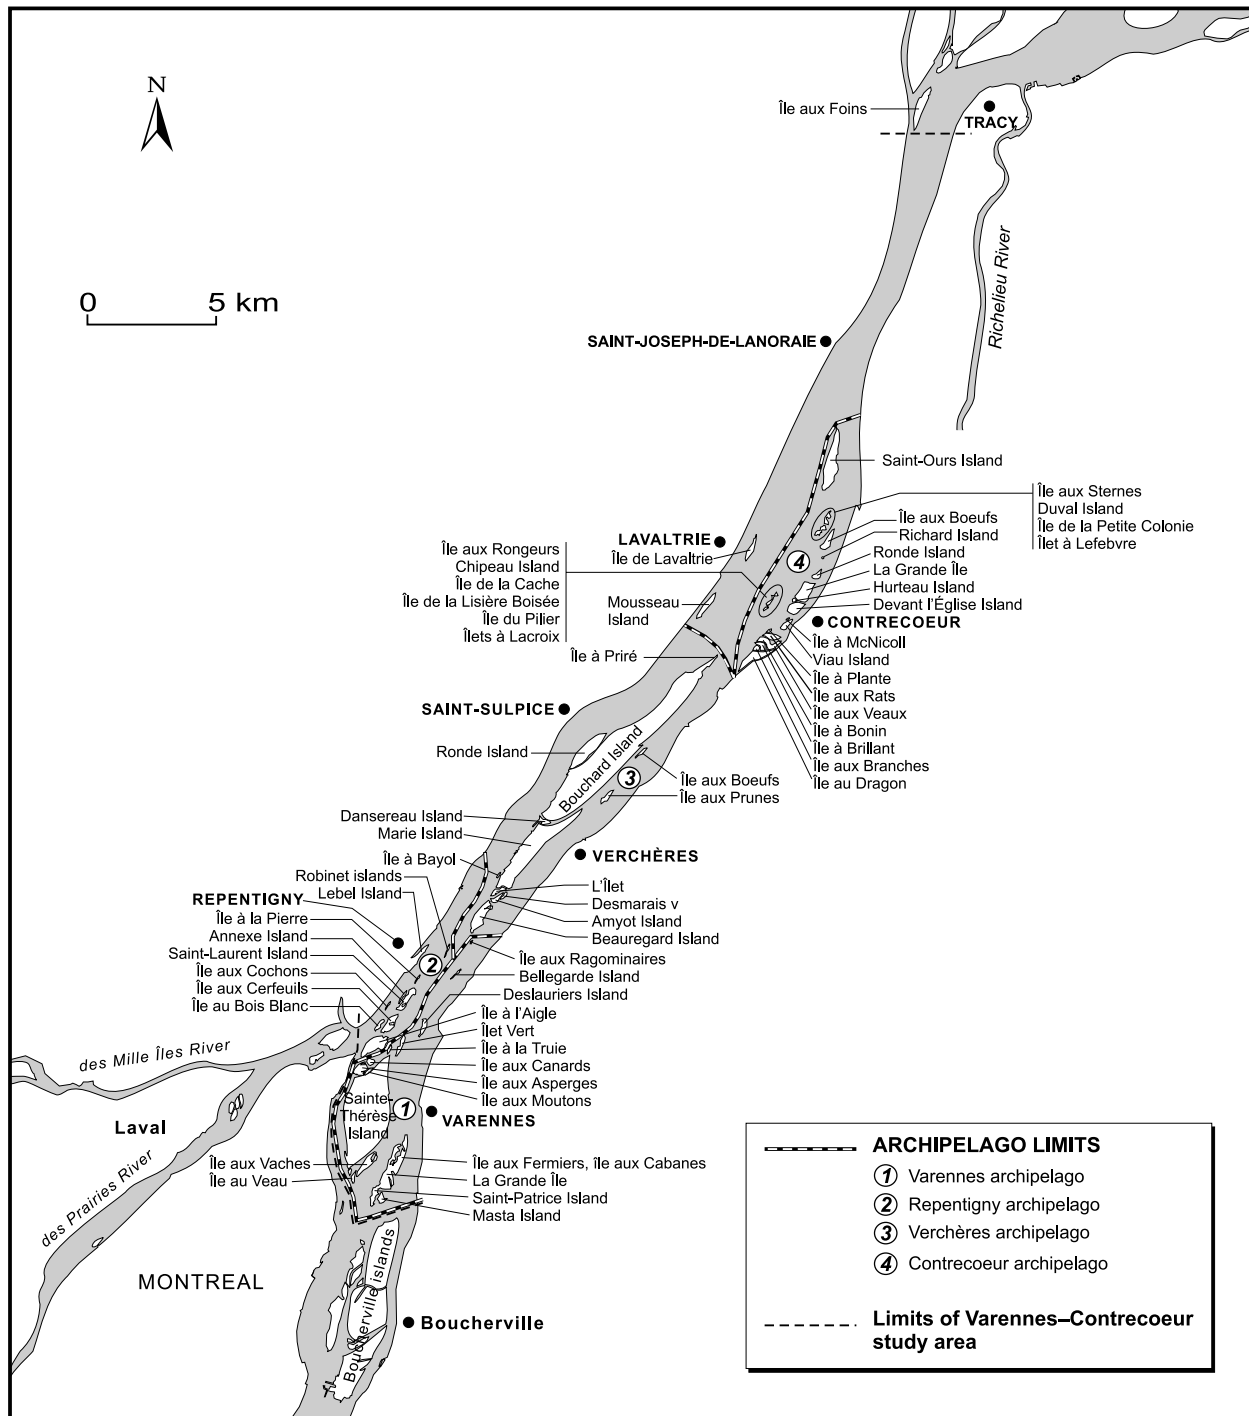 N
0 5 km
Île aux Foins
TRACY
Richelieu River
SAINT-JOSEPH-DE-LANORAIE
Saint-Ours Island
Île aux Sternes
Duval Island
Île de la Petite Colonie
Îlet à Lefebvre
Île aux Boeufs
Richard Island
Ronde Island
La Grande Île
Hurteau Island
Devant l'Église Island
CONTRECOEUR
LAVALTRIE
Île de Lavaltrie
4
Île aux Rongeurs
Chipeau Island
Île de la Cache
Île de la Lisière Boisée
Île du Pilier
Îlets à Lacroix
Mousseau
Island
Île à Priré
Île à McNicoll
Viau Island
Île à Plante
Île aux Rats
Île aux Veaux
Île à Bonin
Île à Brillant
Île aux Branches
Île au Dragon
SAINT-SULPICE
Ronde Island
Bouchard Island
3
Île aux Boeufs
Île aux Prunes
Dansereau Island
Marie Island
VERCHÈRES
Île à Bayol
Robinet islands
Lebel Island
REPENTIGNY
Île à la Pierre
Annexe Island
Saint-Laurent Island
Île aux Cochons
Île aux Cerfeuils
Île au Bois Blanc
2
L'Îlet
Desmarais v
Amyot Island
Beauregard Island
Île aux Ragominaires
Bellegarde Island
Deslauriers Island
Île à l'Aigle
Îlet Vert
Île à la Truie
Île aux Canards
Île aux Asperges
Île aux Moutons
des Mille Îles River
Laval
des Prairies River
Sainte-
Thérèse
Island
1
VARENNES
Île aux Vaches
Île au Veau
Île aux Fermiers, île aux Cabanes
La Grande Île
Saint-Patrice Island
Masta Island
MONTREAL
Boucherville islands
Boucherville
ARCHIPELAGO LIMITS
1 Varennes archipelago
2 Repentigny archipelago
3 Verchères archipelago
4 Contrecoeur archipelago
Limits of Varennes–Contrecoeur
study area